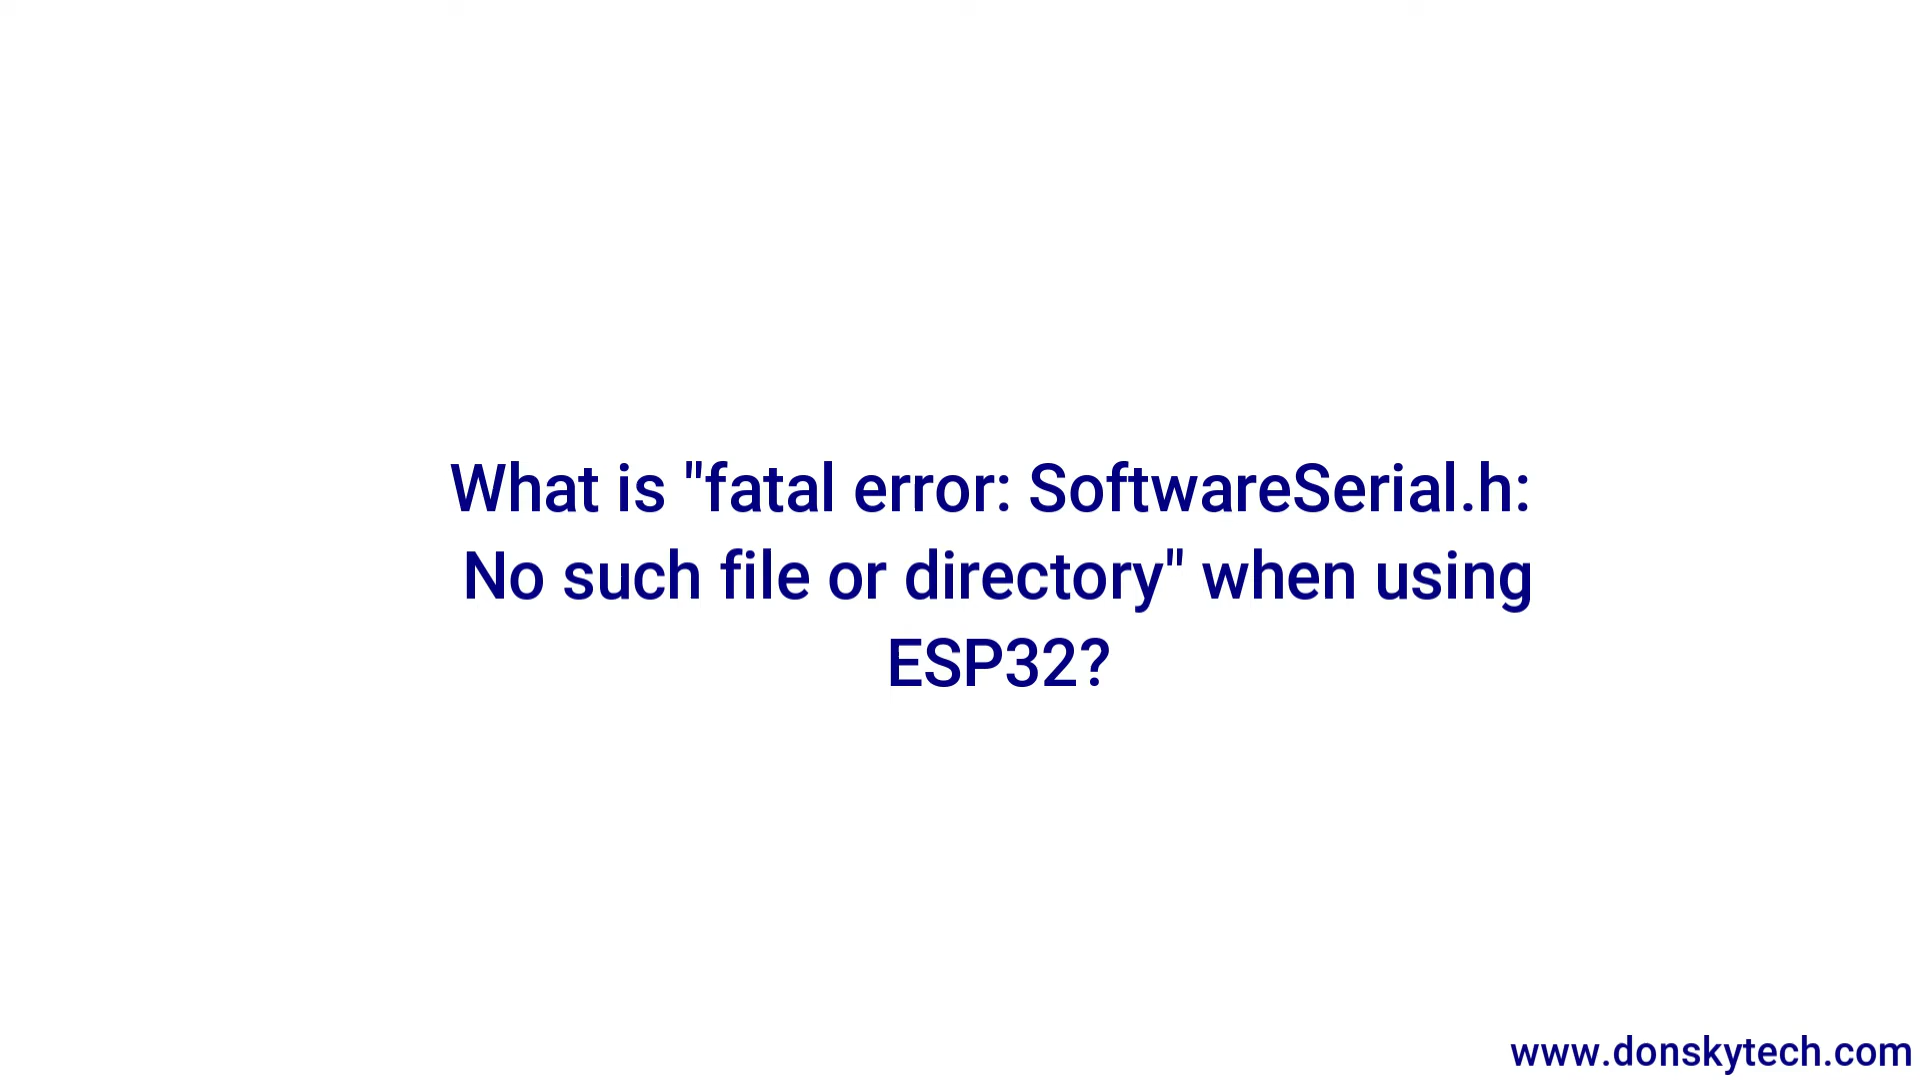 What is "fatal error: SoftwareSerial.h:
No such file or directory" when using
ESP32?
www.donskytech.com